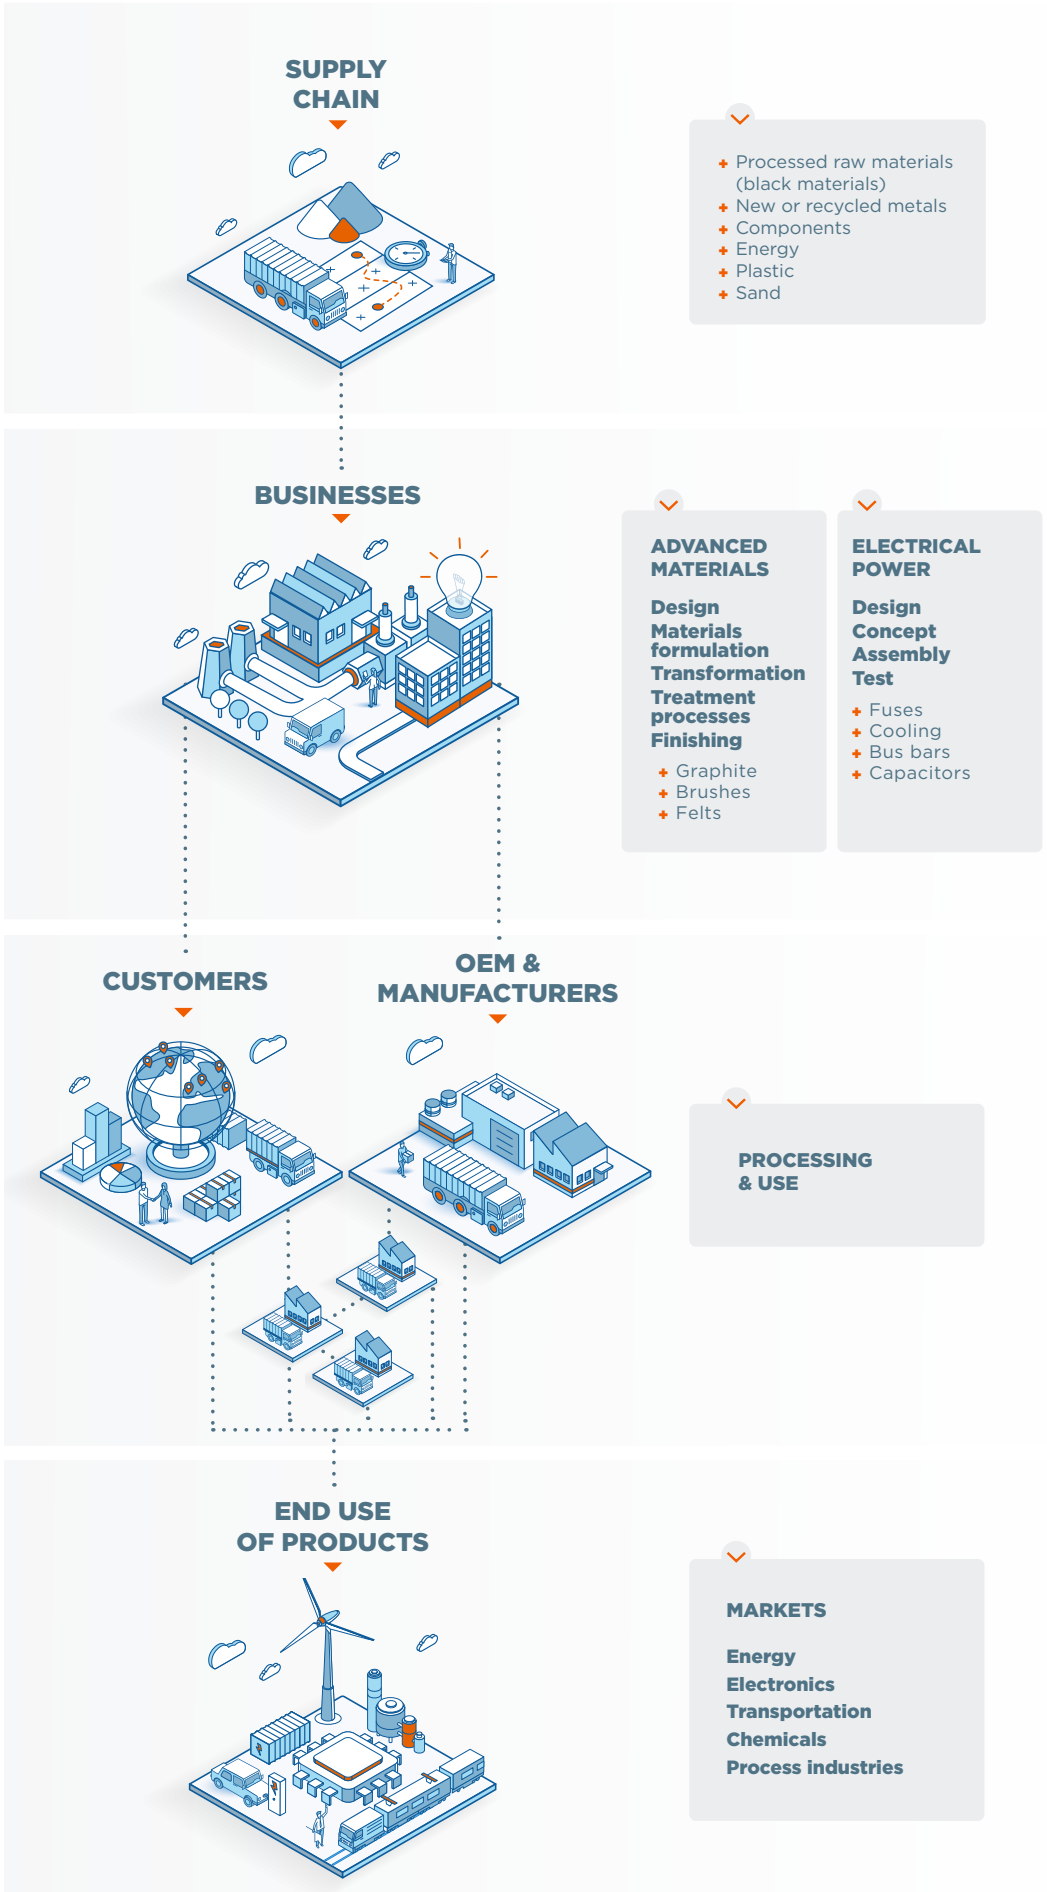 SUPPLY
CHAIN
+ Processed raw materials
(black materials)
+ New or recycled metals
+ Components
+ Energy
+ Plastic
+ Sand
BUSINESSES
ADVANCED
MATERIALS
Design
Materials
formulation
Transformation
Treatment
processes
Finishing
+ Graphite
+ Brushes
+ Felts
ELECTRICAL
POWER
Design
Concept
Assembly
Test
+ Fuses
+ Cooling
+ Bus bars
+ Capacitors
CUSTOMERS
OEM &
MANUFACTURERS
PROCESSING
& USE
END USE
OF PRODUCTS
MARKETS
Energy
Electronics
Transportation
Chemicals
Process industries